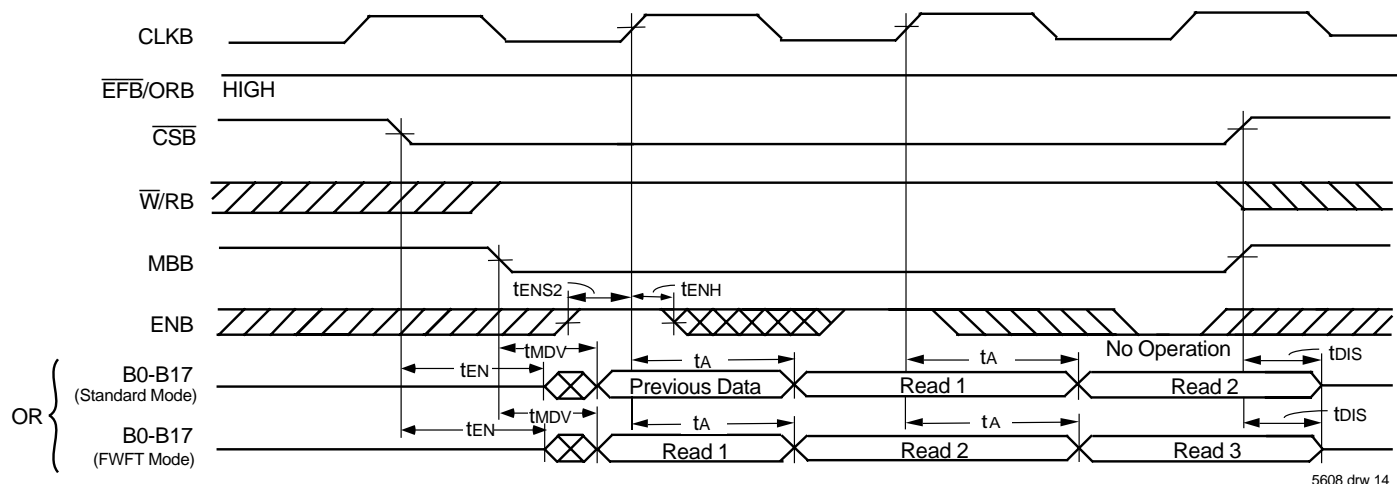 CLKB
EFB/ORB HIGH
CSB
W/RB
MBB
tENS2 tENH
ENB
No Operation
tMDV tA tA tDIS
tEN
B0-B17 Previous Data Read 1 Read 2
(Standard Mode)
OR
tMDV tA tA tDIS
tEN
B0-B17 Read 1 Read 2 Read 3
(FWFT Mode)
5608 drw 14